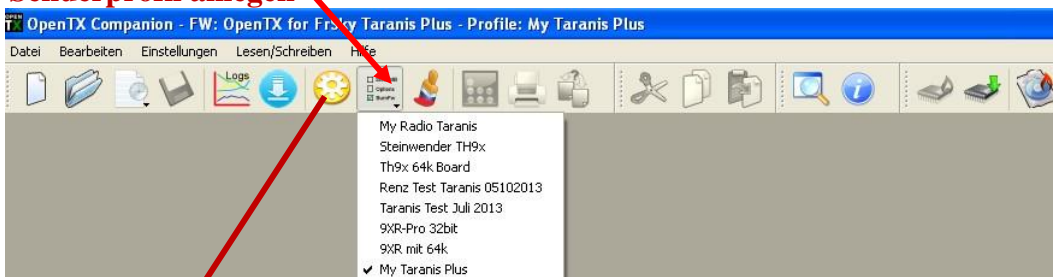 Senderprofil anlegen
OpenTX Companion - FW: OpenTX for FrSky Taranis Plus - Profile: My Taranis Plus
Datei Bearbeiten Einstellungen Lesen/Schreiben Hilfe
Logs
My Radio Taranis
Steinwender TH9x
Th9x 64k Board
Renz Test Taranis 05102013
Taranis Test Juli 2013
9XR-Pro 32bit
9XR mit 64k
My Taranis Plus